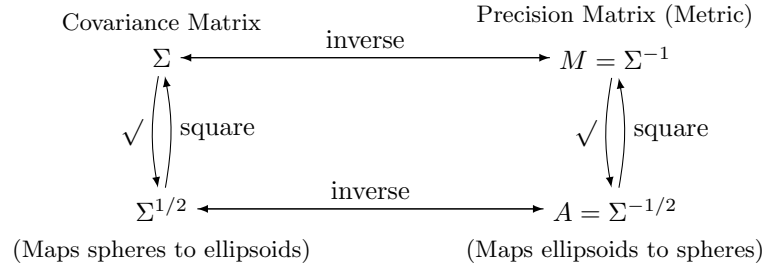 Covariance Matrix
Precision Matrix (Metric)
Σ
inverse
M = Σ⁻¹
√
square
√
square
Σ^{1/2}
inverse
A = Σ^{-1/2}
(Maps spheres to ellipsoids)
(Maps ellipsoids to spheres)